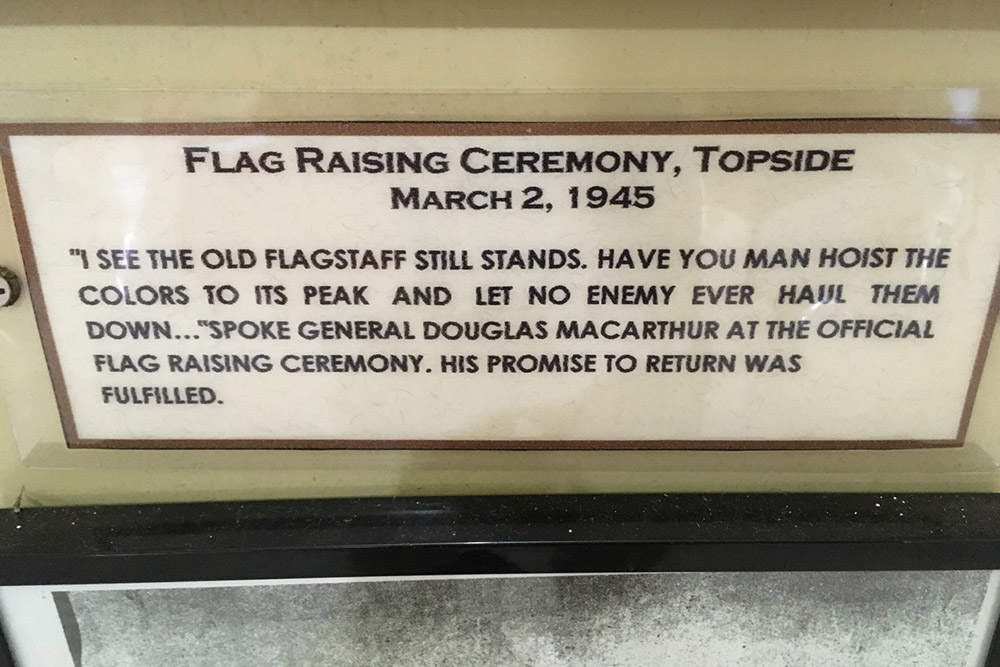 FLAG RAISING CEREMONY, TOPSIDE
MARCH 2, 1945
"I SEE THE OLD FLAGSTAFF STILL STANDS. HAVE YOU MAN HOIST THE
COLORS TO ITS PEAK AND LET NO ENEMY EVER HAUL THEM
DOWN..."SPOKE GENERAL DOUGLAS MACARTHUR AT THE OFFICIAL
FLAG RAISING CEREMONY. HIS PROMISE TO RETURN WAS
FULFILLED.